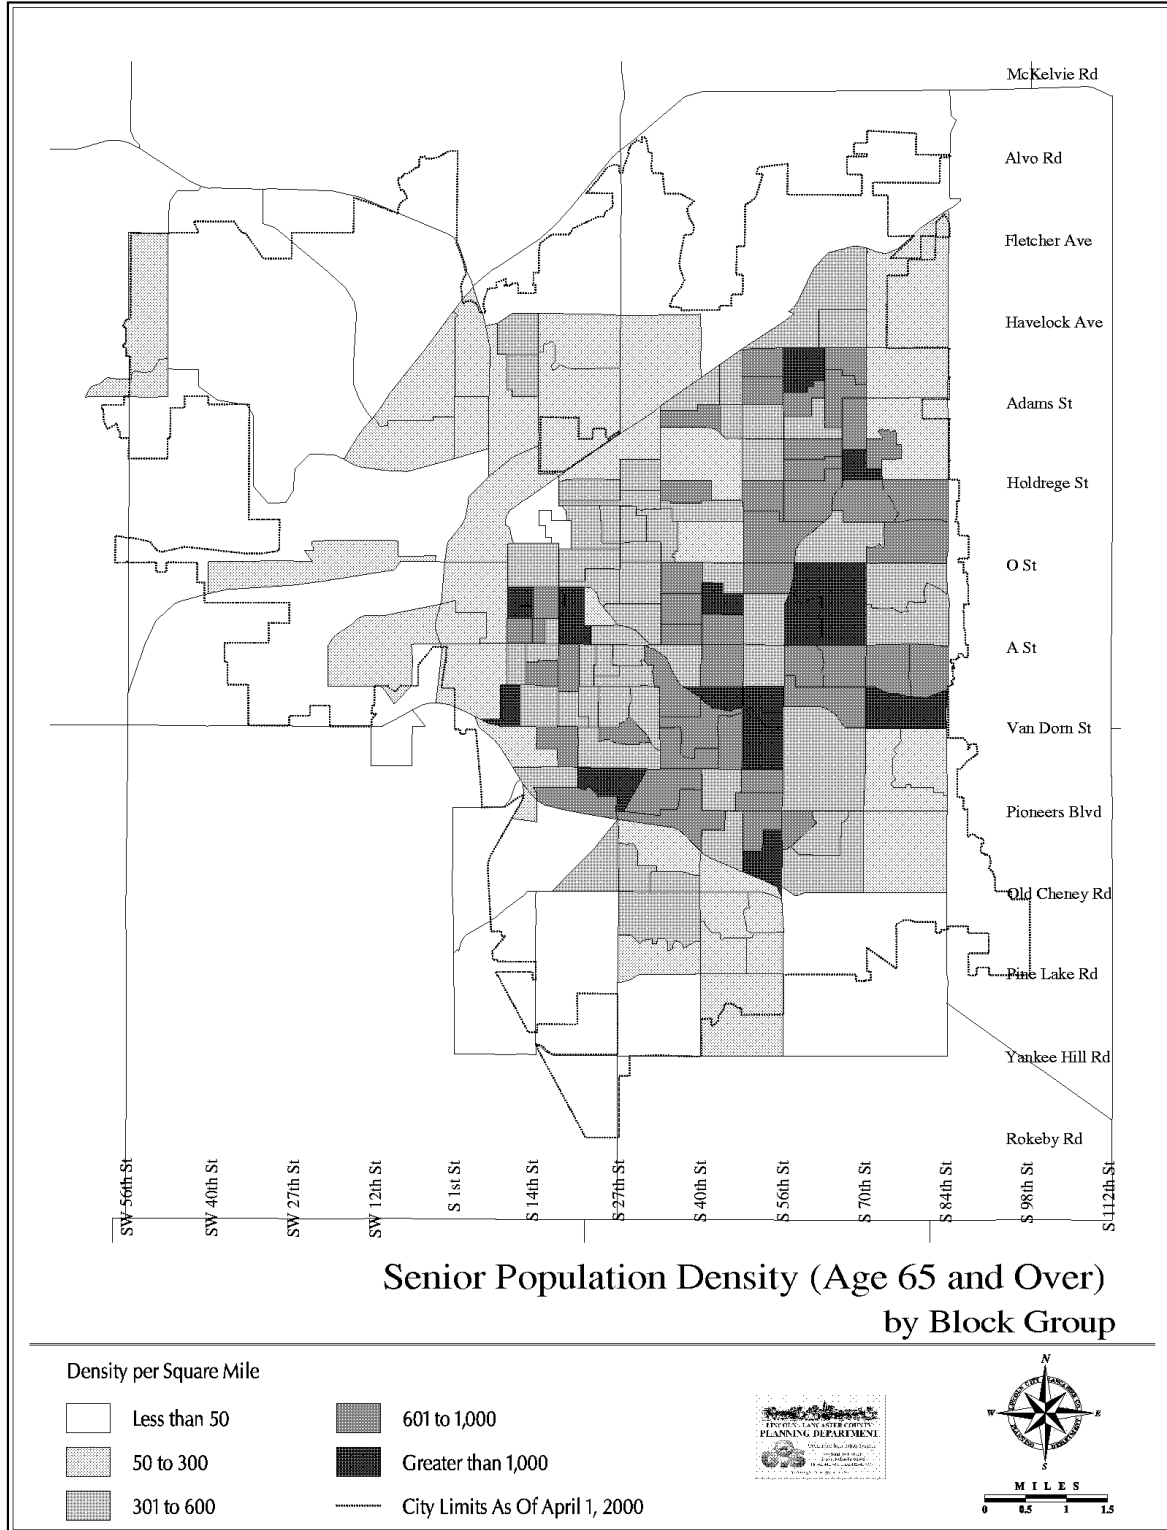 McKelvie Rd
Alvo Rd
Fletcher Ave
Havelock Ave
Adams St
Holdrege St
O St
A St
Van Dorn St
Pioneers Blvd
Old Cheney Rd
Pine Lake Rd
Yankee Hill Rd
Rokeby Rd
SW 56th St
SW 40th St
SW 27th St
SW 12th St
S 1st St
S 14th St
S 27th St
S 40th St
S 56th St
S 70th St
S 84th St
S 98th St
S 112th St
Senior Population Density (Age 65 and Over)
by Block Group
Density per Square Mile
Less than 50
50 to 300
301 to 600
601 to 1,000
Greater than 1,000
City Limits As Of April 1, 2000
LINCOLN - LANCASTER COUNTY
PLANNING DEPARTMENT
N
W
E
S
MILES
0 0.5 1 1.5